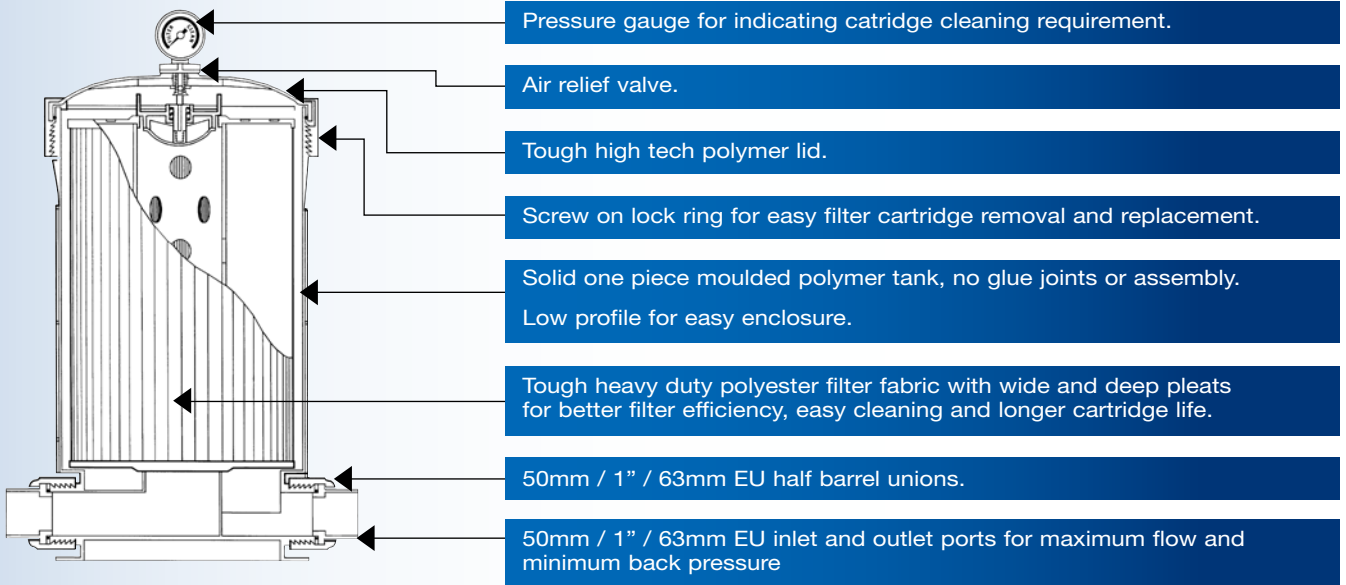 Pressure gauge for indicating catridge cleaning requirement.
Air relief valve.
Tough high tech polymer lid.
Screw on lock ring for easy filter cartridge removal and replacement.
Solid one piece moulded polymer tank, no glue joints or assembly.
Low profile for easy enclosure.
Tough heavy duty polyester filter fabric with wide and deep pleats
for better filter efficiency, easy cleaning and longer cartridge life.
50mm / 1” / 63mm EU half barrel unions.
50mm / 1” / 63mm EU inlet and outlet ports for maximum flow and
minimum back pressure